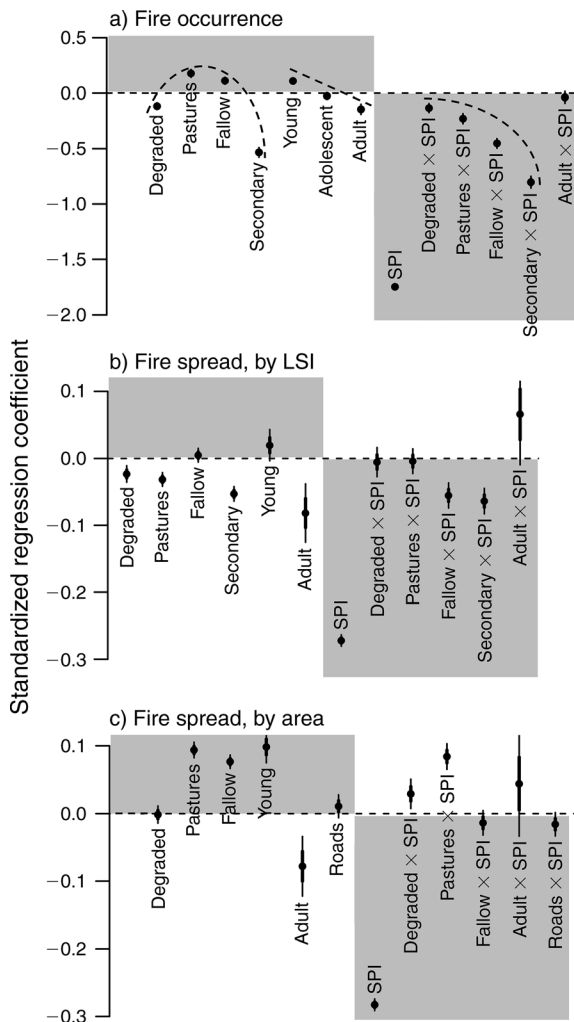 Standardized regression coefficient
a) Fire occurrence
0.5
0.0
−0.5
−1.0
−1.5
−2.0
Degraded
Pastures
Fallow
Secondary
Young
Adolescent
Adult
SPI
Degraded × SPI
Pastures × SPI
Fallow × SPI
Secondary × SPI
Adult × SPI
b) Fire spread, by LSI
0.1
0.0
−0.1
−0.2
−0.3
Degraded
Pastures
Fallow
Secondary
Young
Adult
SPI
Degraded × SPI
Pastures × SPI
Fallow × SPI
Secondary × SPI
Adult × SPI
c) Fire spread, by area
0.1
0.0
−0.1
−0.2
−0.3
Degraded
Pastures
Fallow
Young
Adult
Roads
SPI
Degraded × SPI
Pastures × SPI
Fallow × SPI
Adult × SPI
Roads × SPI